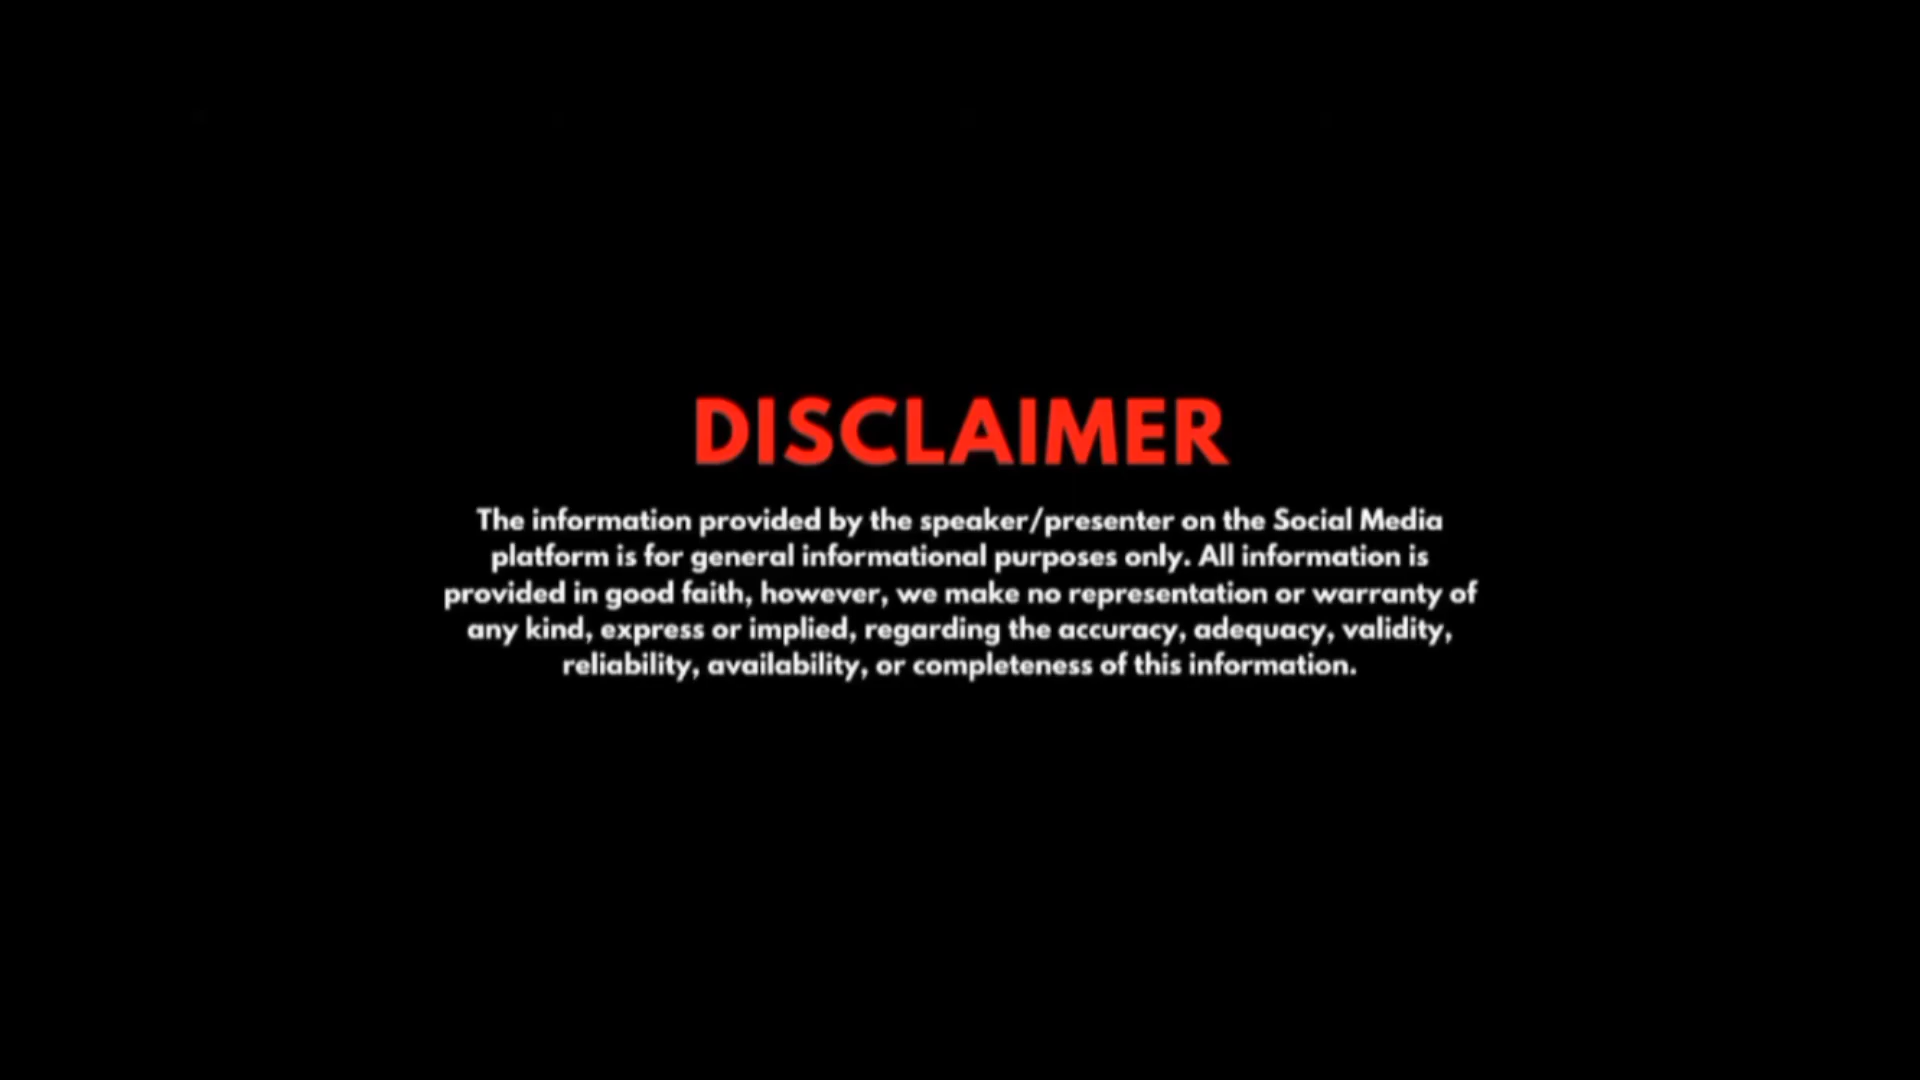 DISCLAIMER
The information provided by the speaker/presenter on the Social Media
platform is for general informational purposes only. All information is
provided in good faith, however, we make no representation or warranty of
any kind, express or implied, regarding the accuracy, adequacy, validity,
reliability, availability, or completeness of this information.